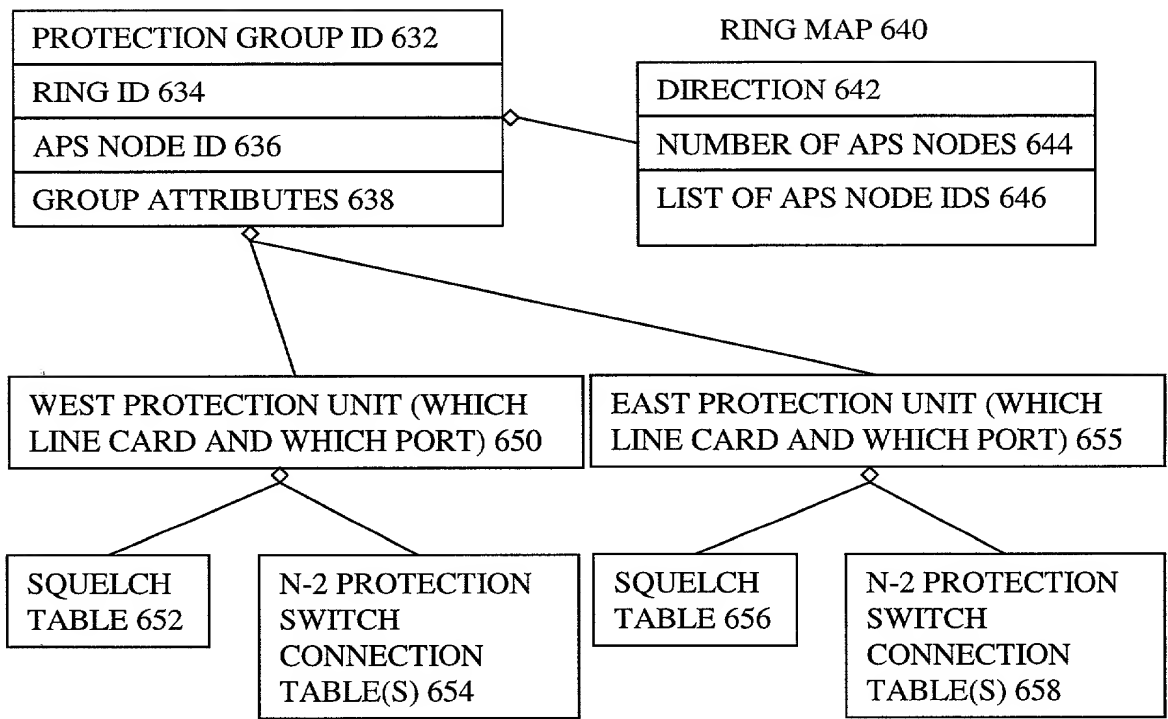 PROTECTION GROUP ID 632
RING ID 634
APS NODE ID 636
GROUP ATTRIBUTES 638
RING MAP 640
DIRECTION 642
NUMBER OF APS NODES 644
LIST OF APS NODE IDS 646
WEST PROTECTION UNIT (WHICH
LINE CARD AND WHICH PORT) 650
EAST PROTECTION UNIT (WHICH
LINE CARD AND WHICH PORT) 655
SQUELCH
TABLE 652
N-2 PROTECTION
SWITCH
CONNECTION
TABLE(S) 654
SQUELCH
TABLE 656
N-2 PROTECTION
SWITCH
CONNECTION
TABLE(S) 658